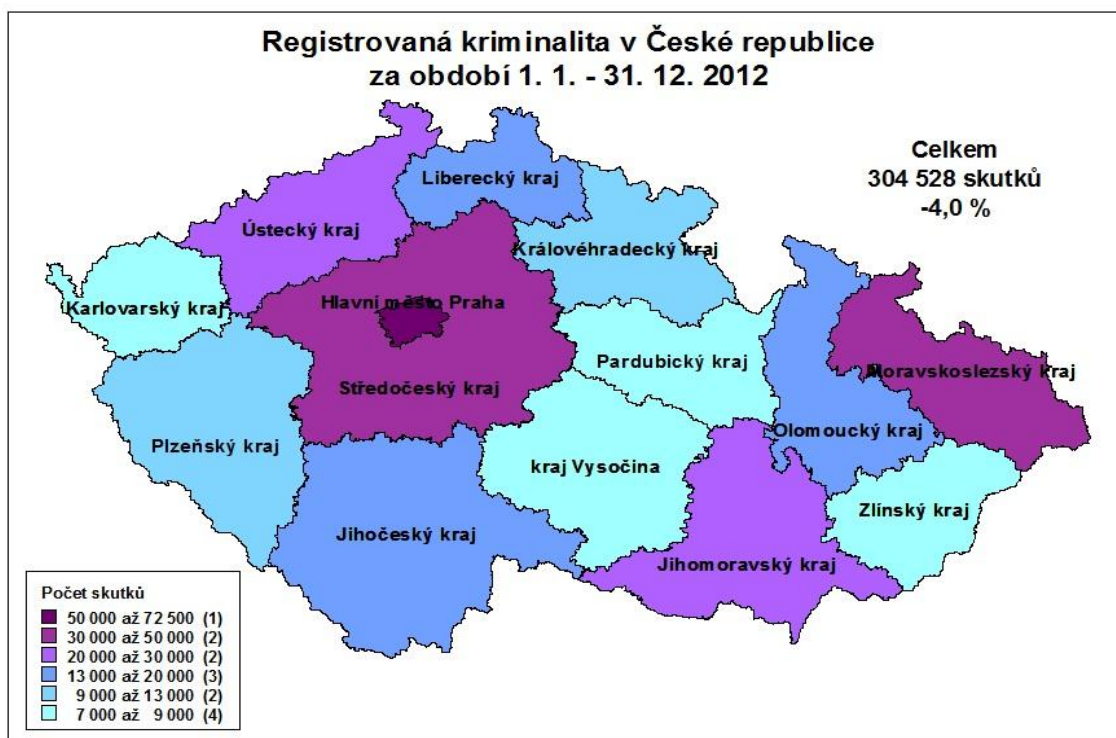 Registrovaná kriminalita v České republice
za období 1. 1. - 31. 12. 2012
Celkem
304 528 skutků
-4,0 %
Liberecký kraj
Ústecký kraj
Královéhradecký kraj
Karlovarský kraj
Hlavní město Praha
Pardubický kraj
Moravskoslezský kraj
Středočeský kraj
Plzeňský kraj
Olomoucký kraj
kraj Vysočina
Zlínský kraj
Jihočeský kraj
Jihomoravský kraj
Počet skutků
50 000 až 72 500 (1)
30 000 až 50 000 (2)
20 000 až 30 000 (2)
13 000 až 20 000 (3)
9 000 až 13 000 (2)
7 000 až 9 000 (4)